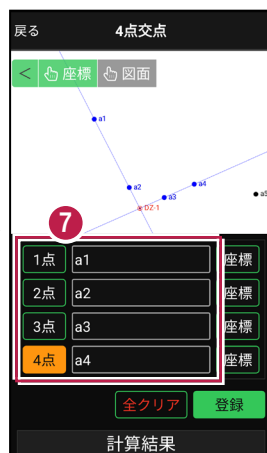 戻る 4点交点
< 座標 図面
a1
a2
a4
a3
a5
DZ-1
7
1点 a1 座標
2点 a2 座標
3点 a3 座標
4点 a4 座標
全クリア 登録
計算結果